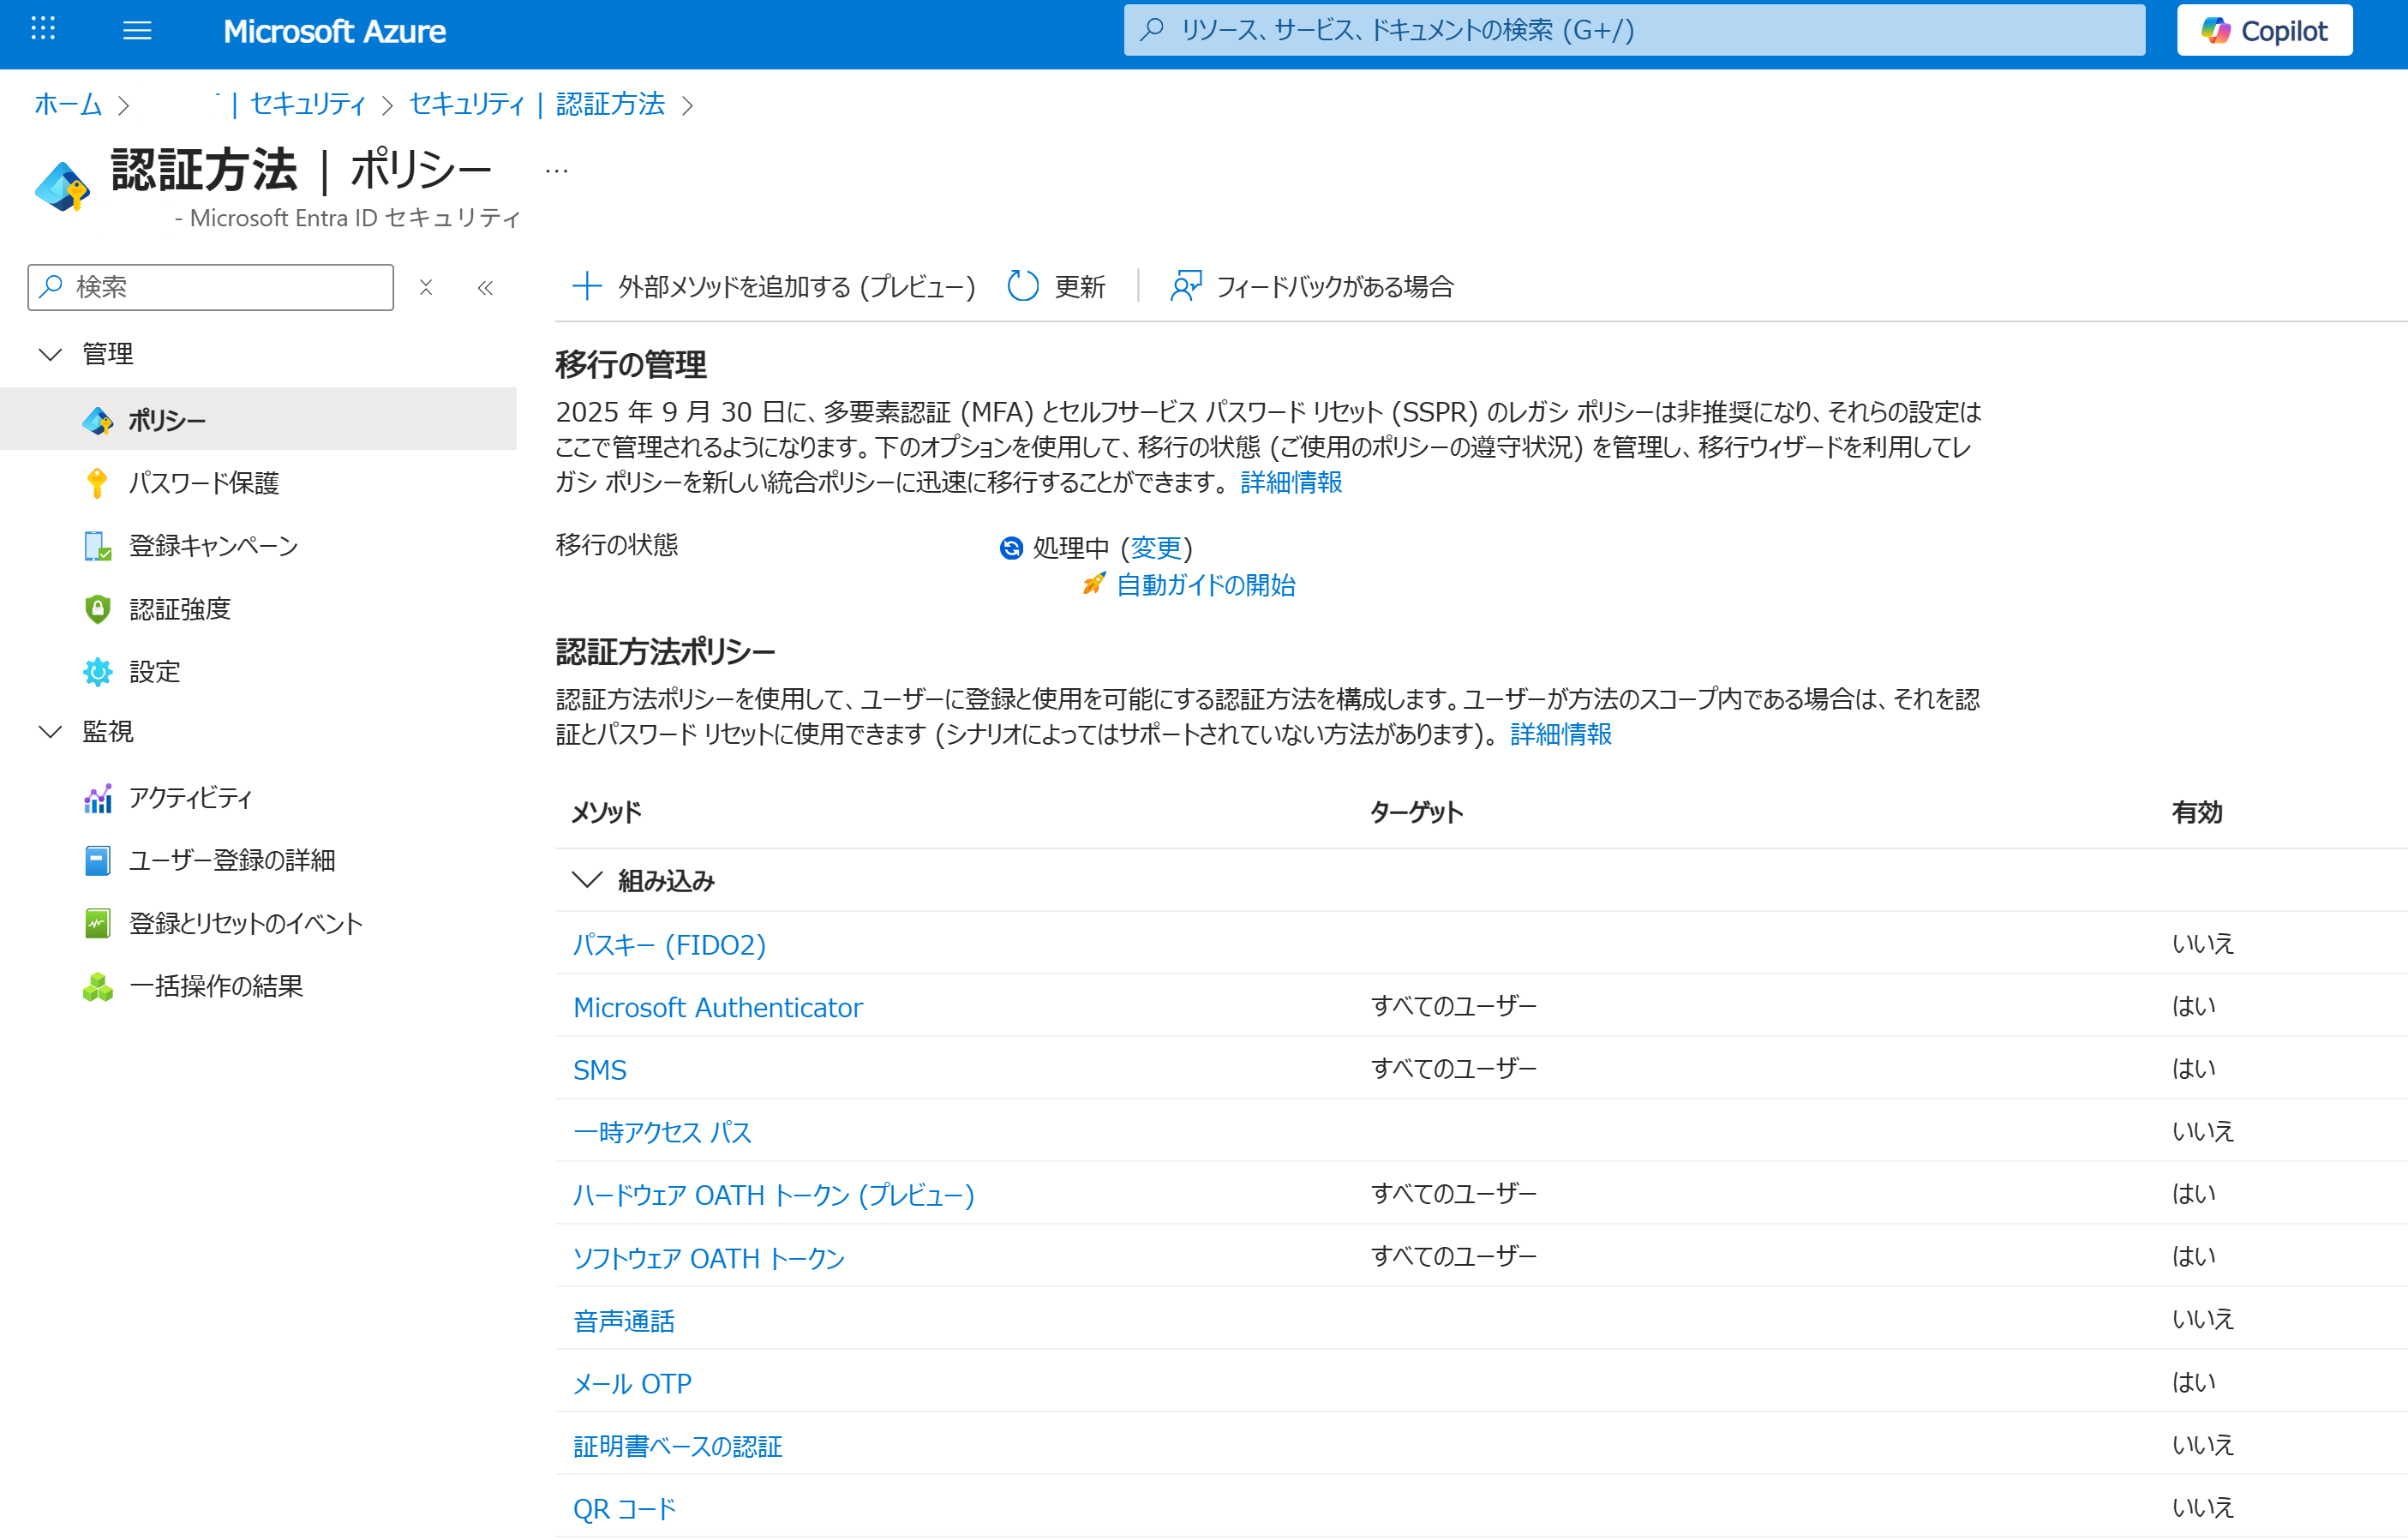 Microsoft Azure
リソース、サービス、ドキュメントの検索 (G+/)
Copilot
ホーム > | セキュリティ > セキュリティ | 認証方法 >
認証方法 | ポリシー ...
- Microsoft Entra ID セキュリティ
検索
管理
ポリシー
パスワード保護
登録キャンペーン
認証強度
設定
監視
アクティビティ
ユーザー登録の詳細
登録とリセットのイベント
一括操作の結果
外部メソッドを追加する (プレビュー) 更新 フィードバックがある場合
移行の管理
2025 年 9 月 30 日に、多要素認証 (MFA) とセルフサービス パスワード リセット (SSPR) のレガシ ポリシーは非推奨になり、それらの設定は
ここで管理されるようになります。下のオプションを使用して、移行の状態 (ご使用のポリシーの遵守状況) を管理し、移行ウィザードを利用してレ
ガシ ポリシーを新しい統合ポリシーに迅速に移行することができます。 詳細情報
移行の状態 処理中 (変更)
自動ガイドの開始
認証方法ポリシー
認証方法ポリシーを使用して、ユーザーに登録と使用を可能にする認証方法を構成します。ユーザーが方法のスコープ内である場合は、それを認
証とパスワード リセットに使用できます (シナリオによってはサポートされていない方法があります)。 詳細情報
メソッド ターゲット 有効
組み込み
パスキー (FIDO2) いいえ
Microsoft Authenticator すべてのユーザー はい
SMS すべてのユーザー はい
一時アクセス パス いいえ
ハードウェア OATH トークン (プレビュー) すべてのユーザー はい
ソフトウェア OATH トークン すべてのユーザー はい
音声通話 いいえ
メール OTP はい
証明書ベースの認証 いいえ
QR コード いいえ